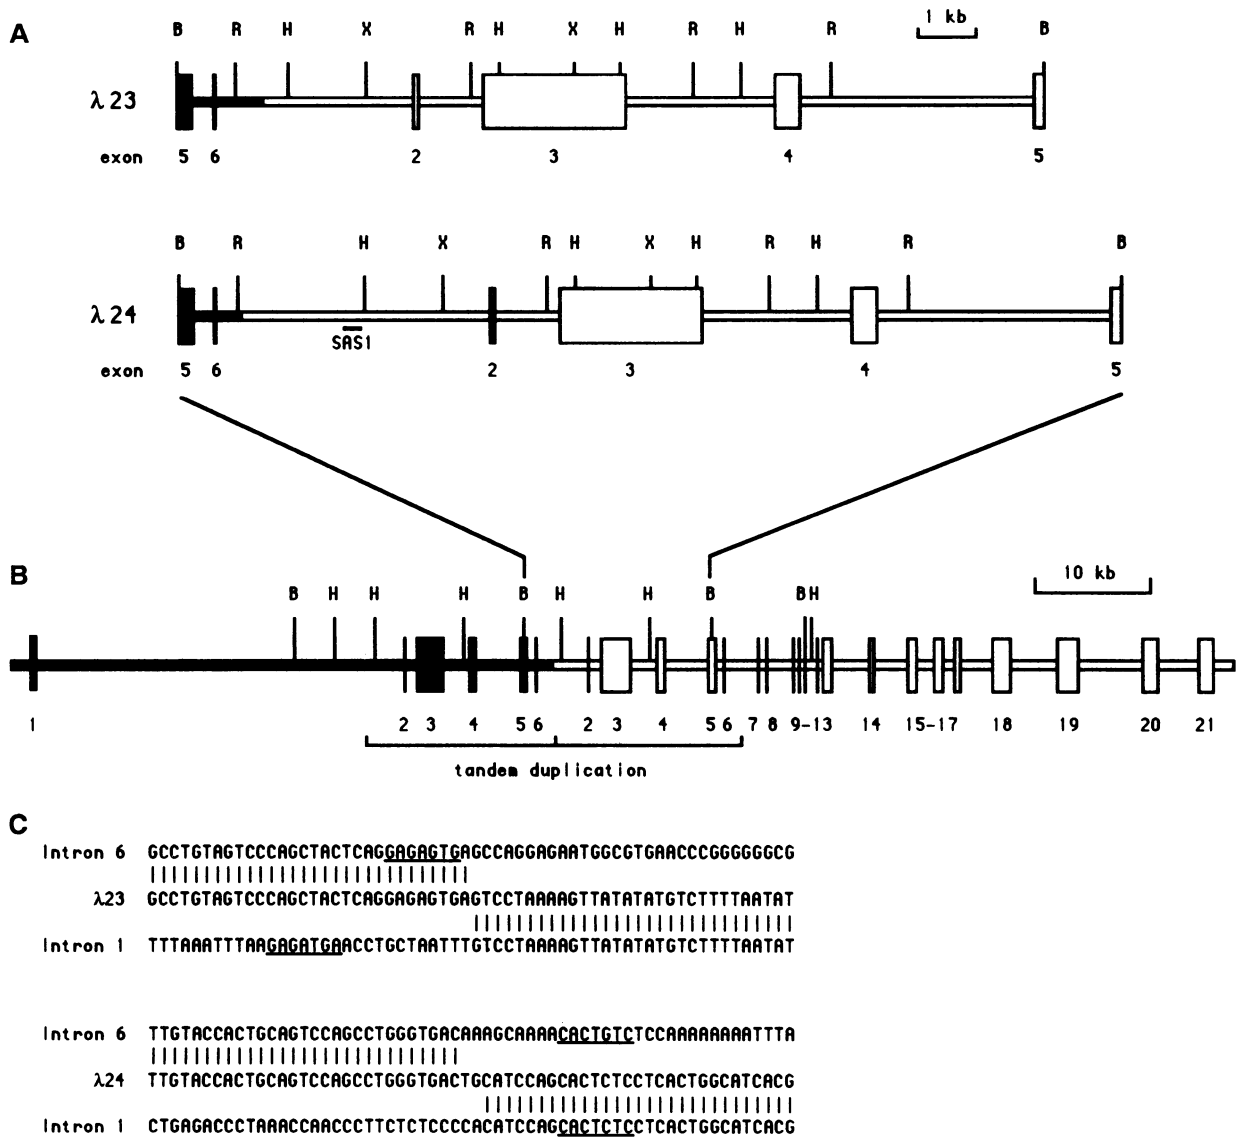 A
B R H X R H X H R H R B
1 kb
λ23
exon 5 6 2 3 4 5
B R H X R H X H R H R B
λ24
SAS1
exon 5 6 2 3 4 5
B
10 kb
B H H H B H H B B H
1 2 3 4 5 6 2 3 4 5 6 7 8 9-13 14 15-17 18 19 20 21
tandem duplication
C
Intron 6 GCCTGTAGTCCCAGCTACTCAGGAGAGTGAGCCAGGAGAATGGCGTGAACCCGGGGGGCG
λ23 GCCTGTAGTCCCAGCTACTCAGGAGAGTGAGTCCTAAAAGTTATATATGTCTTTTAATAT
Intron 1 TTTAAATTTAAGAGATGAACCTGCTAATTTGTCCTAAAAGTTATATATGTCTTTTAATAT
Intron 6 TTGTACCACTGCAGTCCAGCCTGGGTGACAAAGCAAAACACTGTCTCCAAAAAAAATTTA
λ24 TTGTACCACTGCAGTCCAGCCTGGGTGACTGCATCCAGCACTCTCCTCACTGGCATCACG
Intron 1 CTGAGACCCTAAACCAACCCTTCTCTCCCCACATCCAGCACTCTCCTCACTGGCATCACG